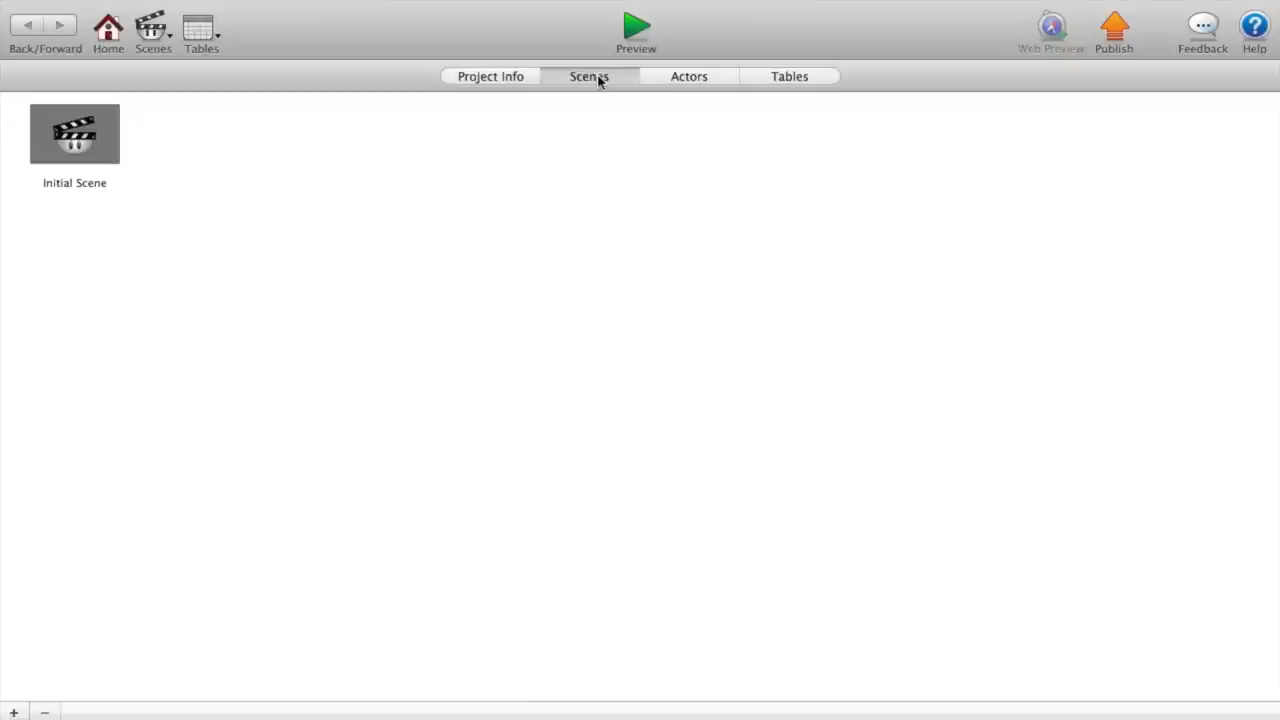 Back/Forward Home Scenes Tables Preview Web Preview Publish Feedback Help
Project Info Scenes Actors Tables
Initial Scene
+ −